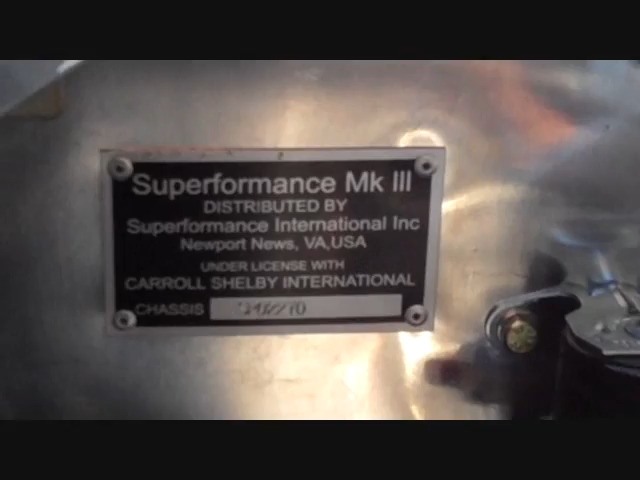 Superformance Mk III
DISTRIBUTED BY
Superformance International Inc
Newport News, VA,USA
UNDER LICENSE WITH
CARROLL SHELBY INTERNATIONAL
CHASSIS